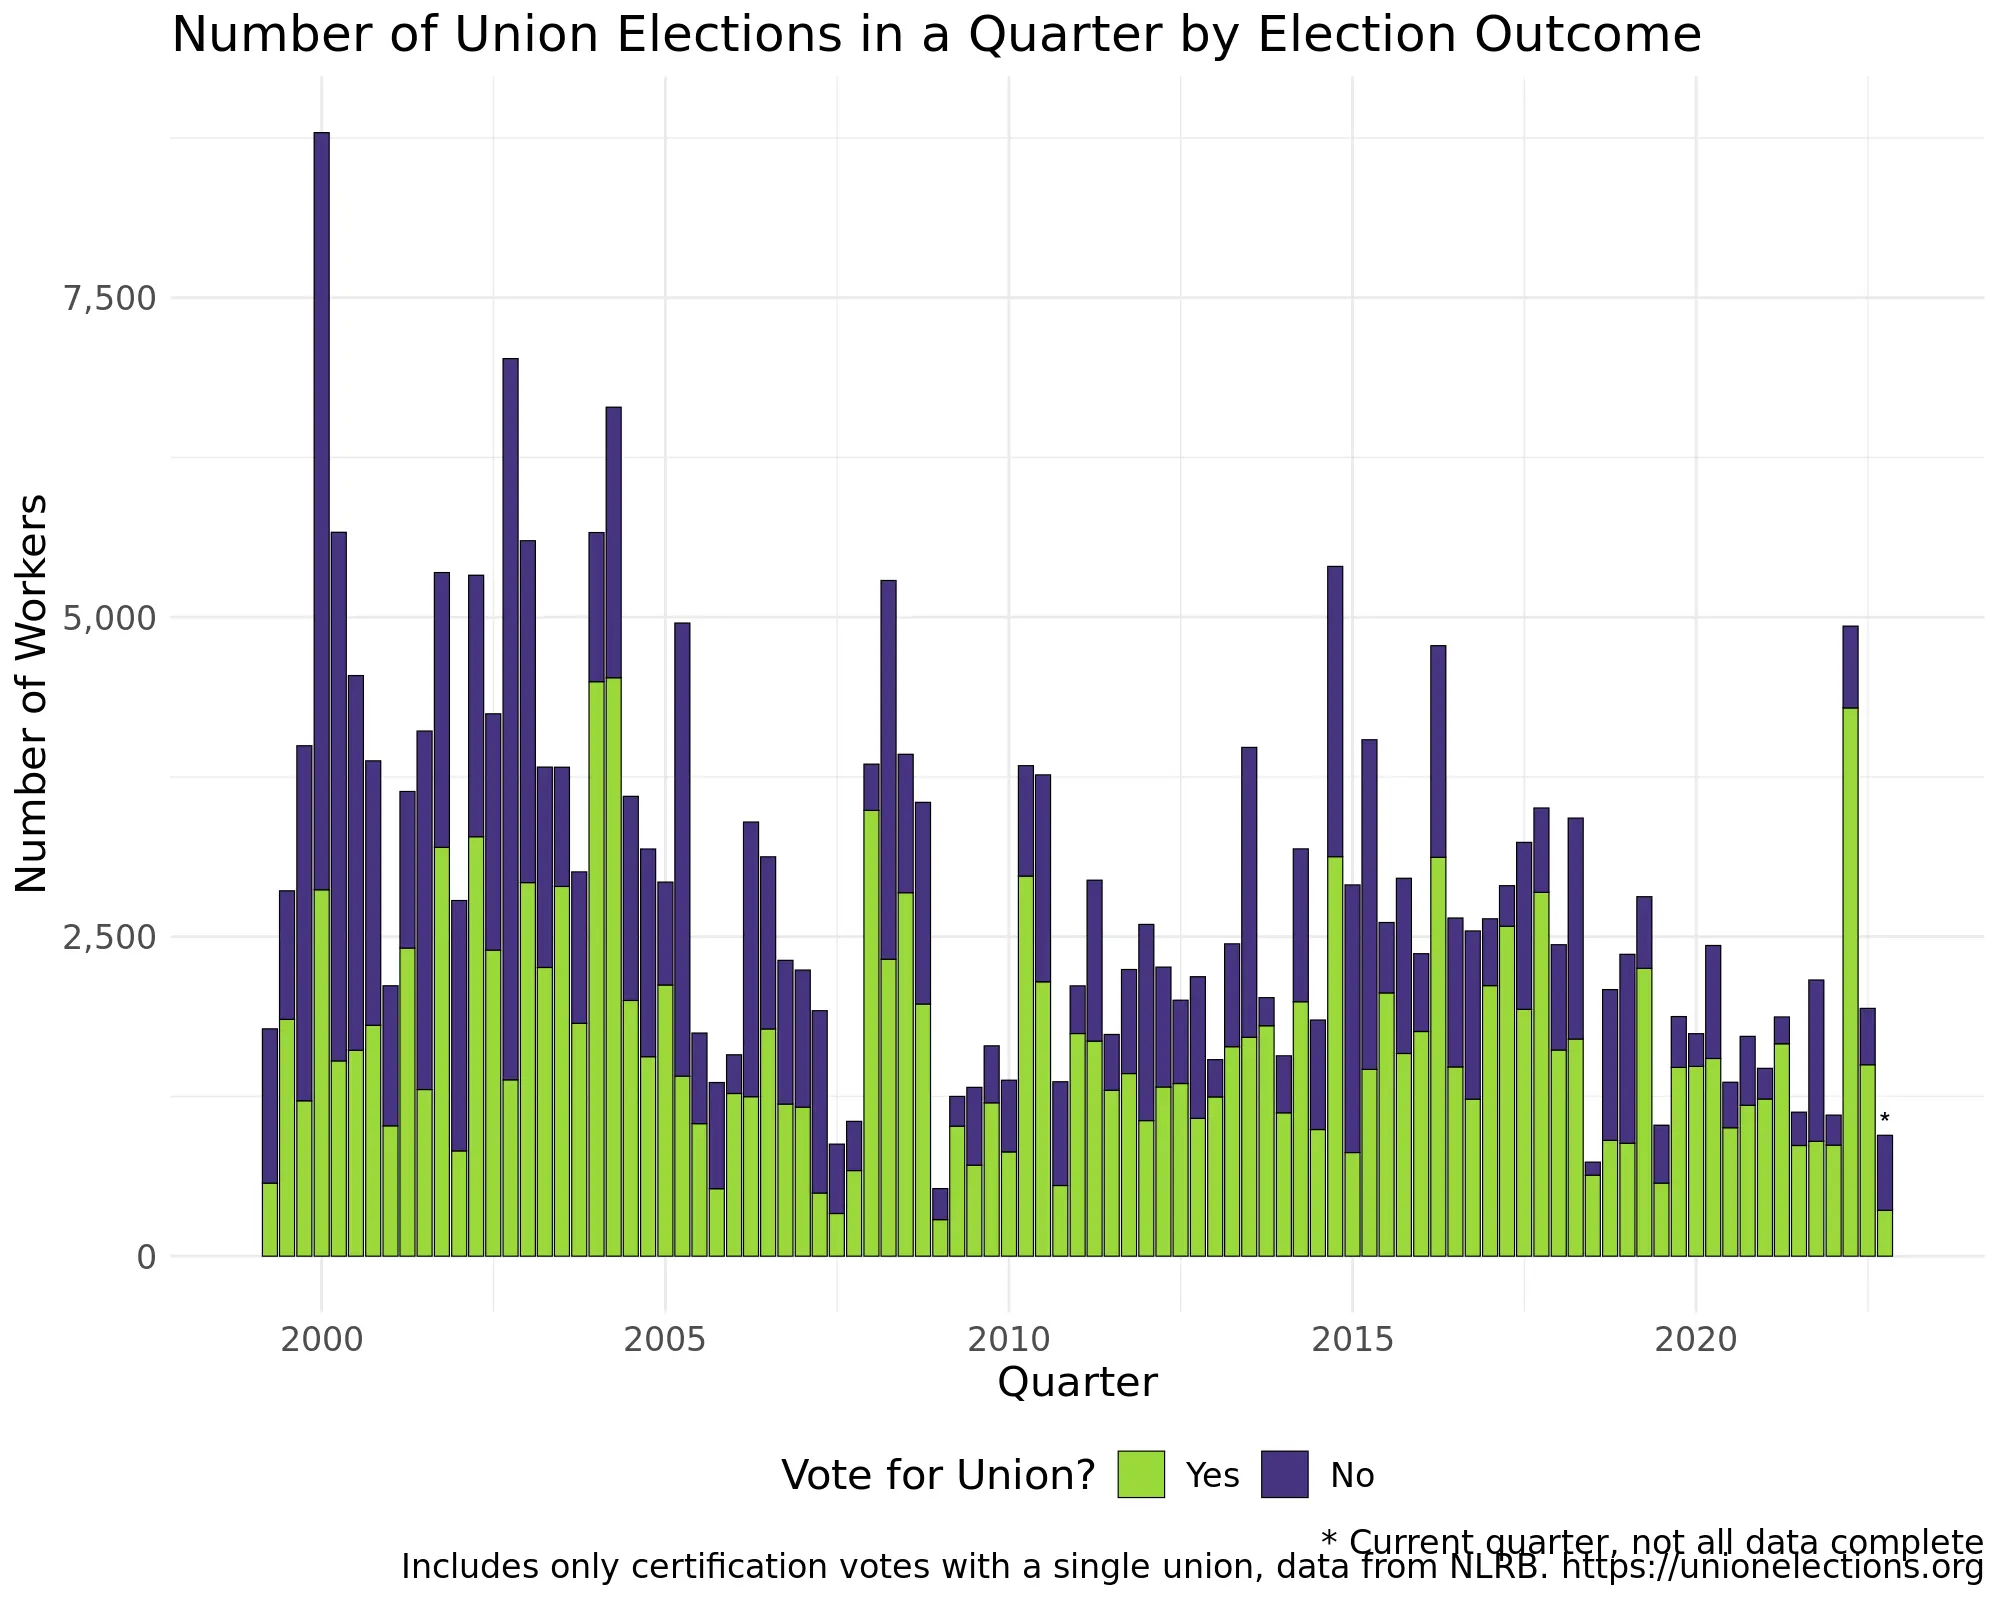 Number of Union Elections in a Quarter by Election Outcome
Number of Workers
7,500
5,000
2,500
0
*
2000 2005 2010 2015 2020
Quarter
Vote for Union? Yes No
* Current quarter, not all data complete
Includes only certification votes with a single union, data from NLRB. https://unionelections.org